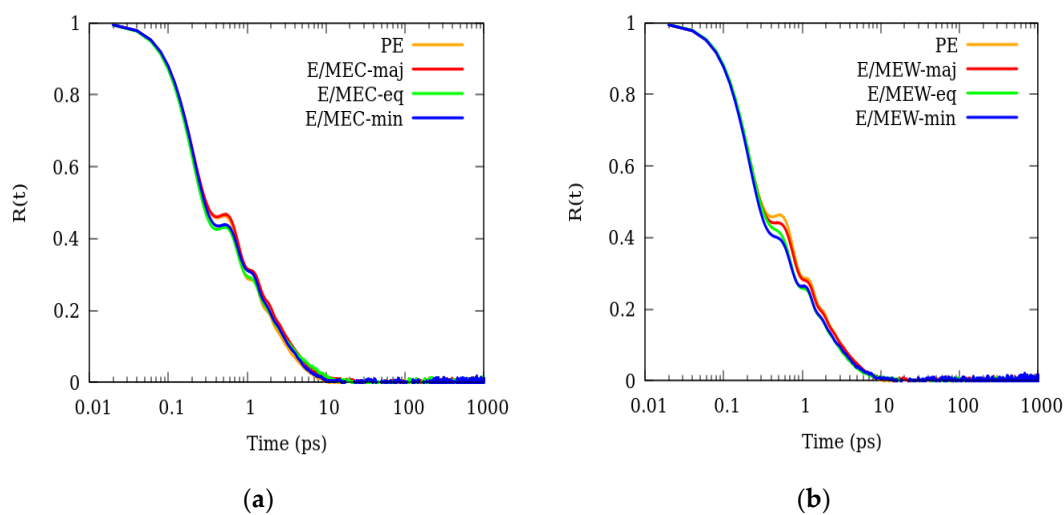 1
0.8
0.6
0.4
0.2
0
R(t)
PE
E/MEC-maj
E/MEC-eq
E/MEC-min
0.01 0.1 1 10 100 1000
Time (ps)
(a)
1
0.8
0.6
0.4
0.2
0
R(t)
PE
E/MEW-maj
E/MEW-eq
E/MEW-min
0.01 0.1 1 10 100 1000
Time (ps)
(b)